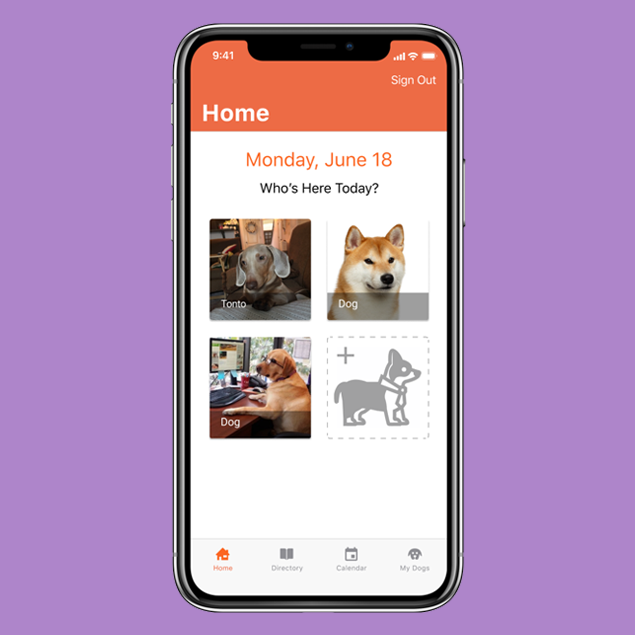 9:41
Sign Out
Home
Monday, June 18
Who's Here Today?
Tonto
Dog
Dog
Home
Directory
Calendar
My Dogs